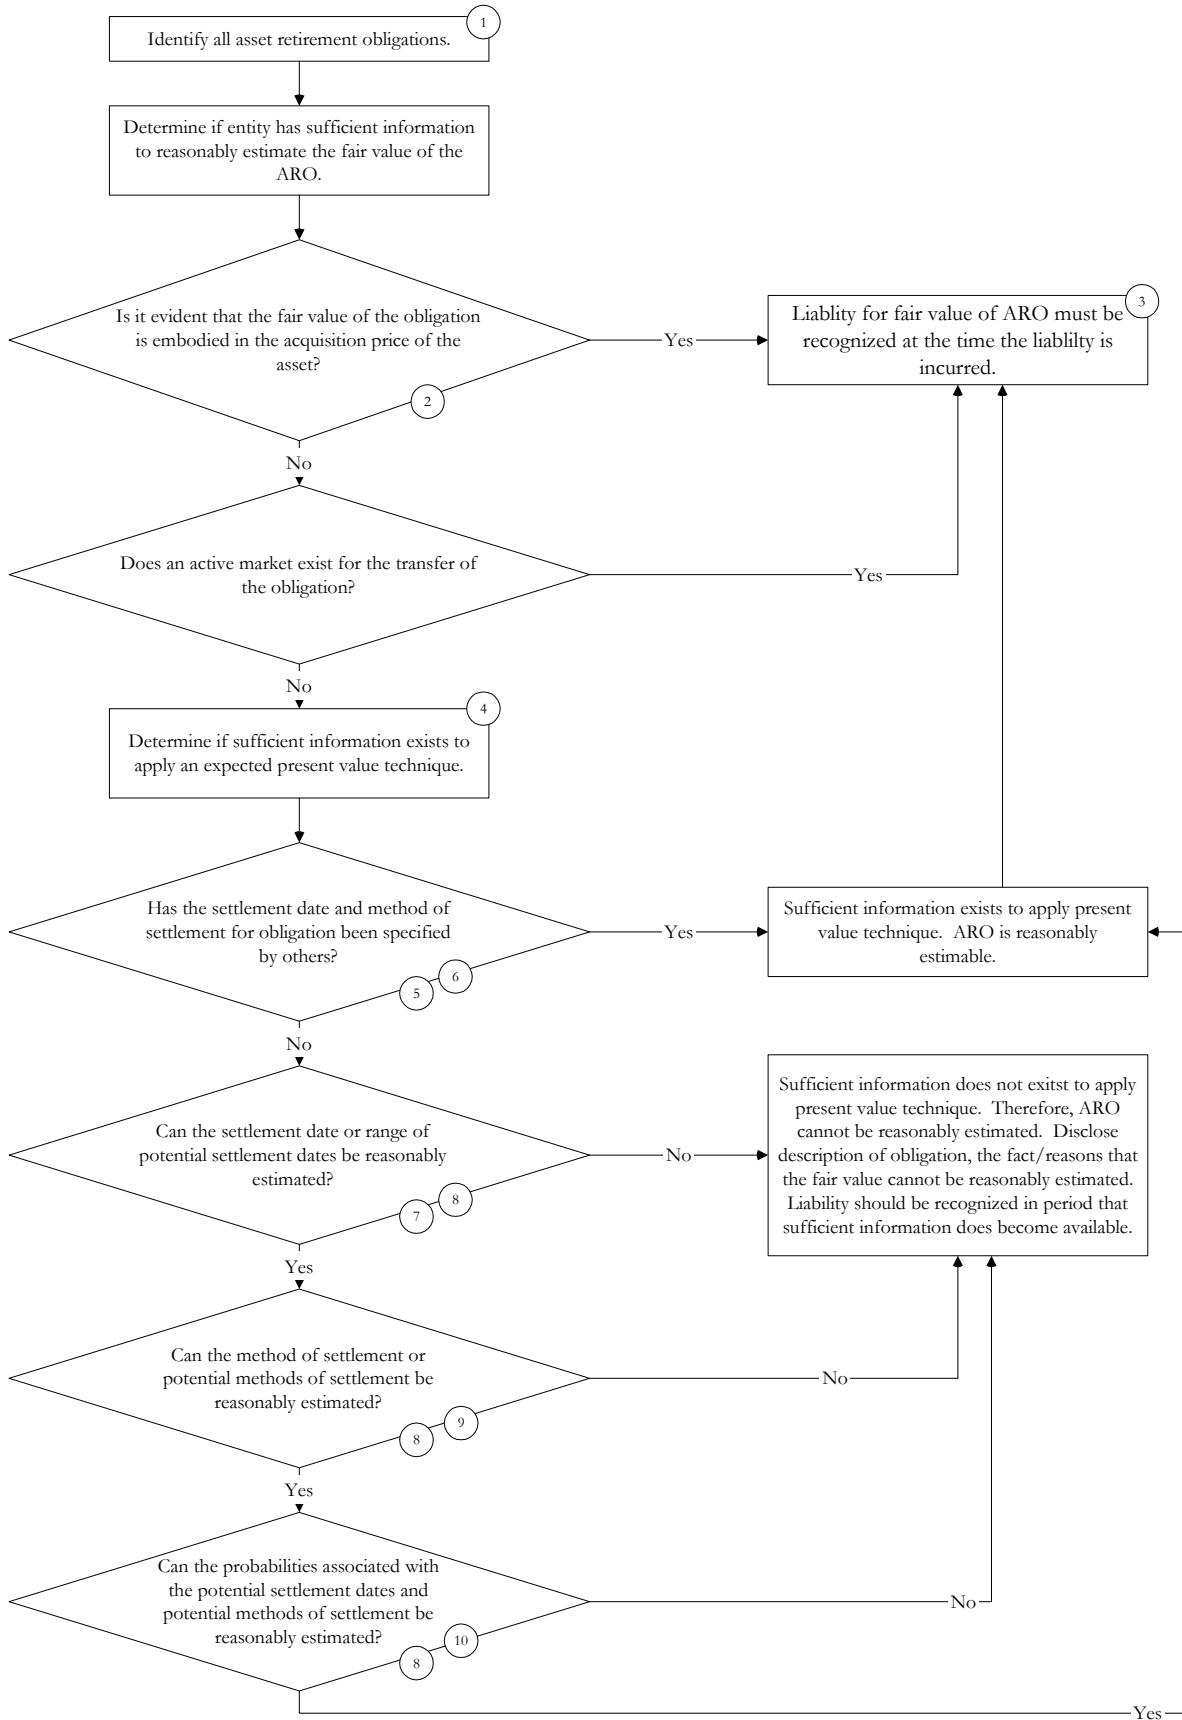 1
Identify all asset retirement obligations.
Determine if entity has sufficient information
to reasonably estimate the fair value of the
ARO.
Is it evident that the fair value of the obligation
is embodied in the acquisition price of the
asset?
2
Yes
3
Liablity for fair value of ARO must be
recognized at the time the liablilty is
incurred.
No
Does an active market exist for the transfer of
the obligation?
Yes
No
4
Determine if sufficient information exists to
apply an expected present value technique.
Has the settlement date and method of
settlement for obligation been specified
by others?
5
6
Yes
Sufficient information exists to apply present
value technique.  ARO is reasonably
estimable.
No
Can the settlement date or range of
potential settlement dates be reasonably
estimated?
7
8
No
Sufficient information does not exitst to apply
present value technique.  Therefore, ARO
cannot be reasonably estimated.  Disclose
description of obligation, the fact/reasons that
the fair value cannot be reasonably estimated.
Liability should be recognized in period that
sufficient information does become available.
Yes
Can the method of settlement or
potential methods of settlement be
reasonably estimated?
8
9
No
Yes
Can the probabilities associated with
the potential settlement dates and
potential methods of settlement be
reasonably estimated?
8
10
No
Yes